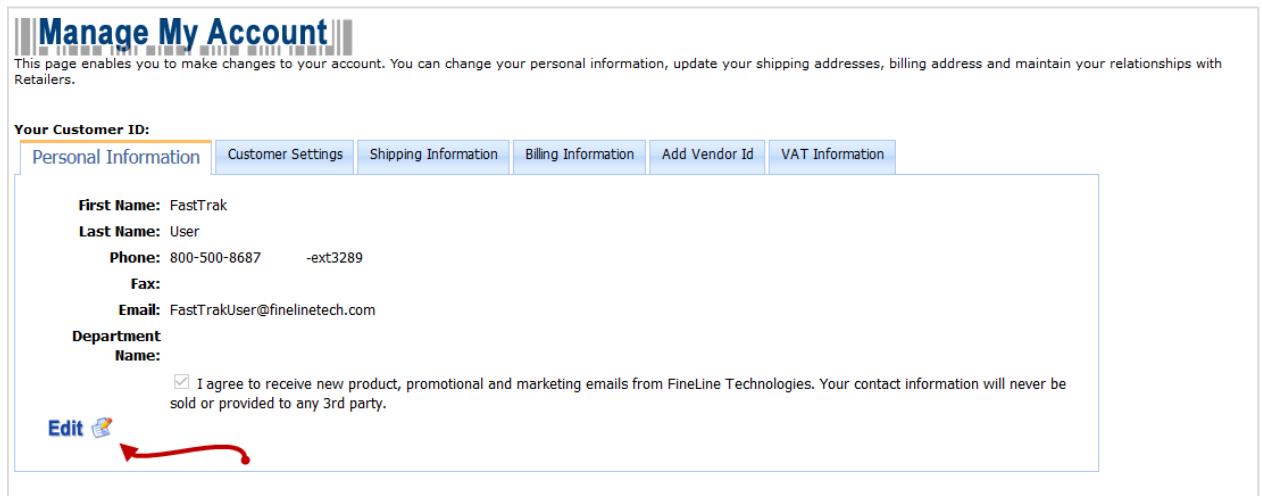 Manage My Account
This page enables you to make changes to your account. You can change your personal information, update your shipping addresses, billing address and maintain your relationships with
Retailers.
Your Customer ID:
Personal Information Customer Settings Shipping Information Billing Information Add Vendor Id VAT Information
First Name: FastTrak
Last Name: User
Phone: 800-500-8687 -ext3289
Fax:
Email: FastTrakUser@finelinetech.com
Department
Name:
I agree to receive new product, promotional and marketing emails from FineLine Technologies. Your contact information will never be
sold or provided to any 3rd party.
Edit